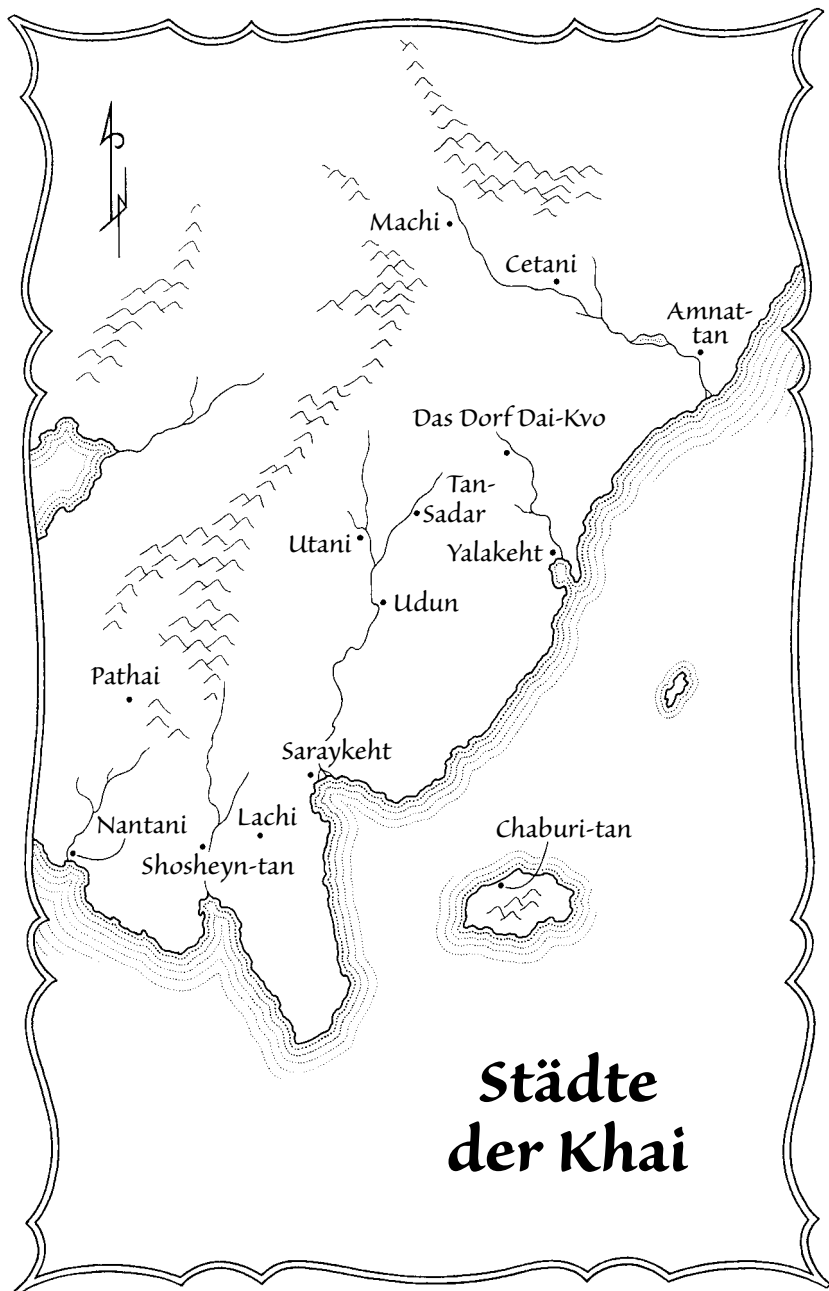 Machi
Cetani
Amnat-
tan
Das Dorf Dai-Kvo
Tan-
Sadar
Utani
Yalakeht
Udun
Pathai
Saraykeht
Nantani
Lachi
Shosheyn-tan
Chaburi-tan
Städte
der Khai